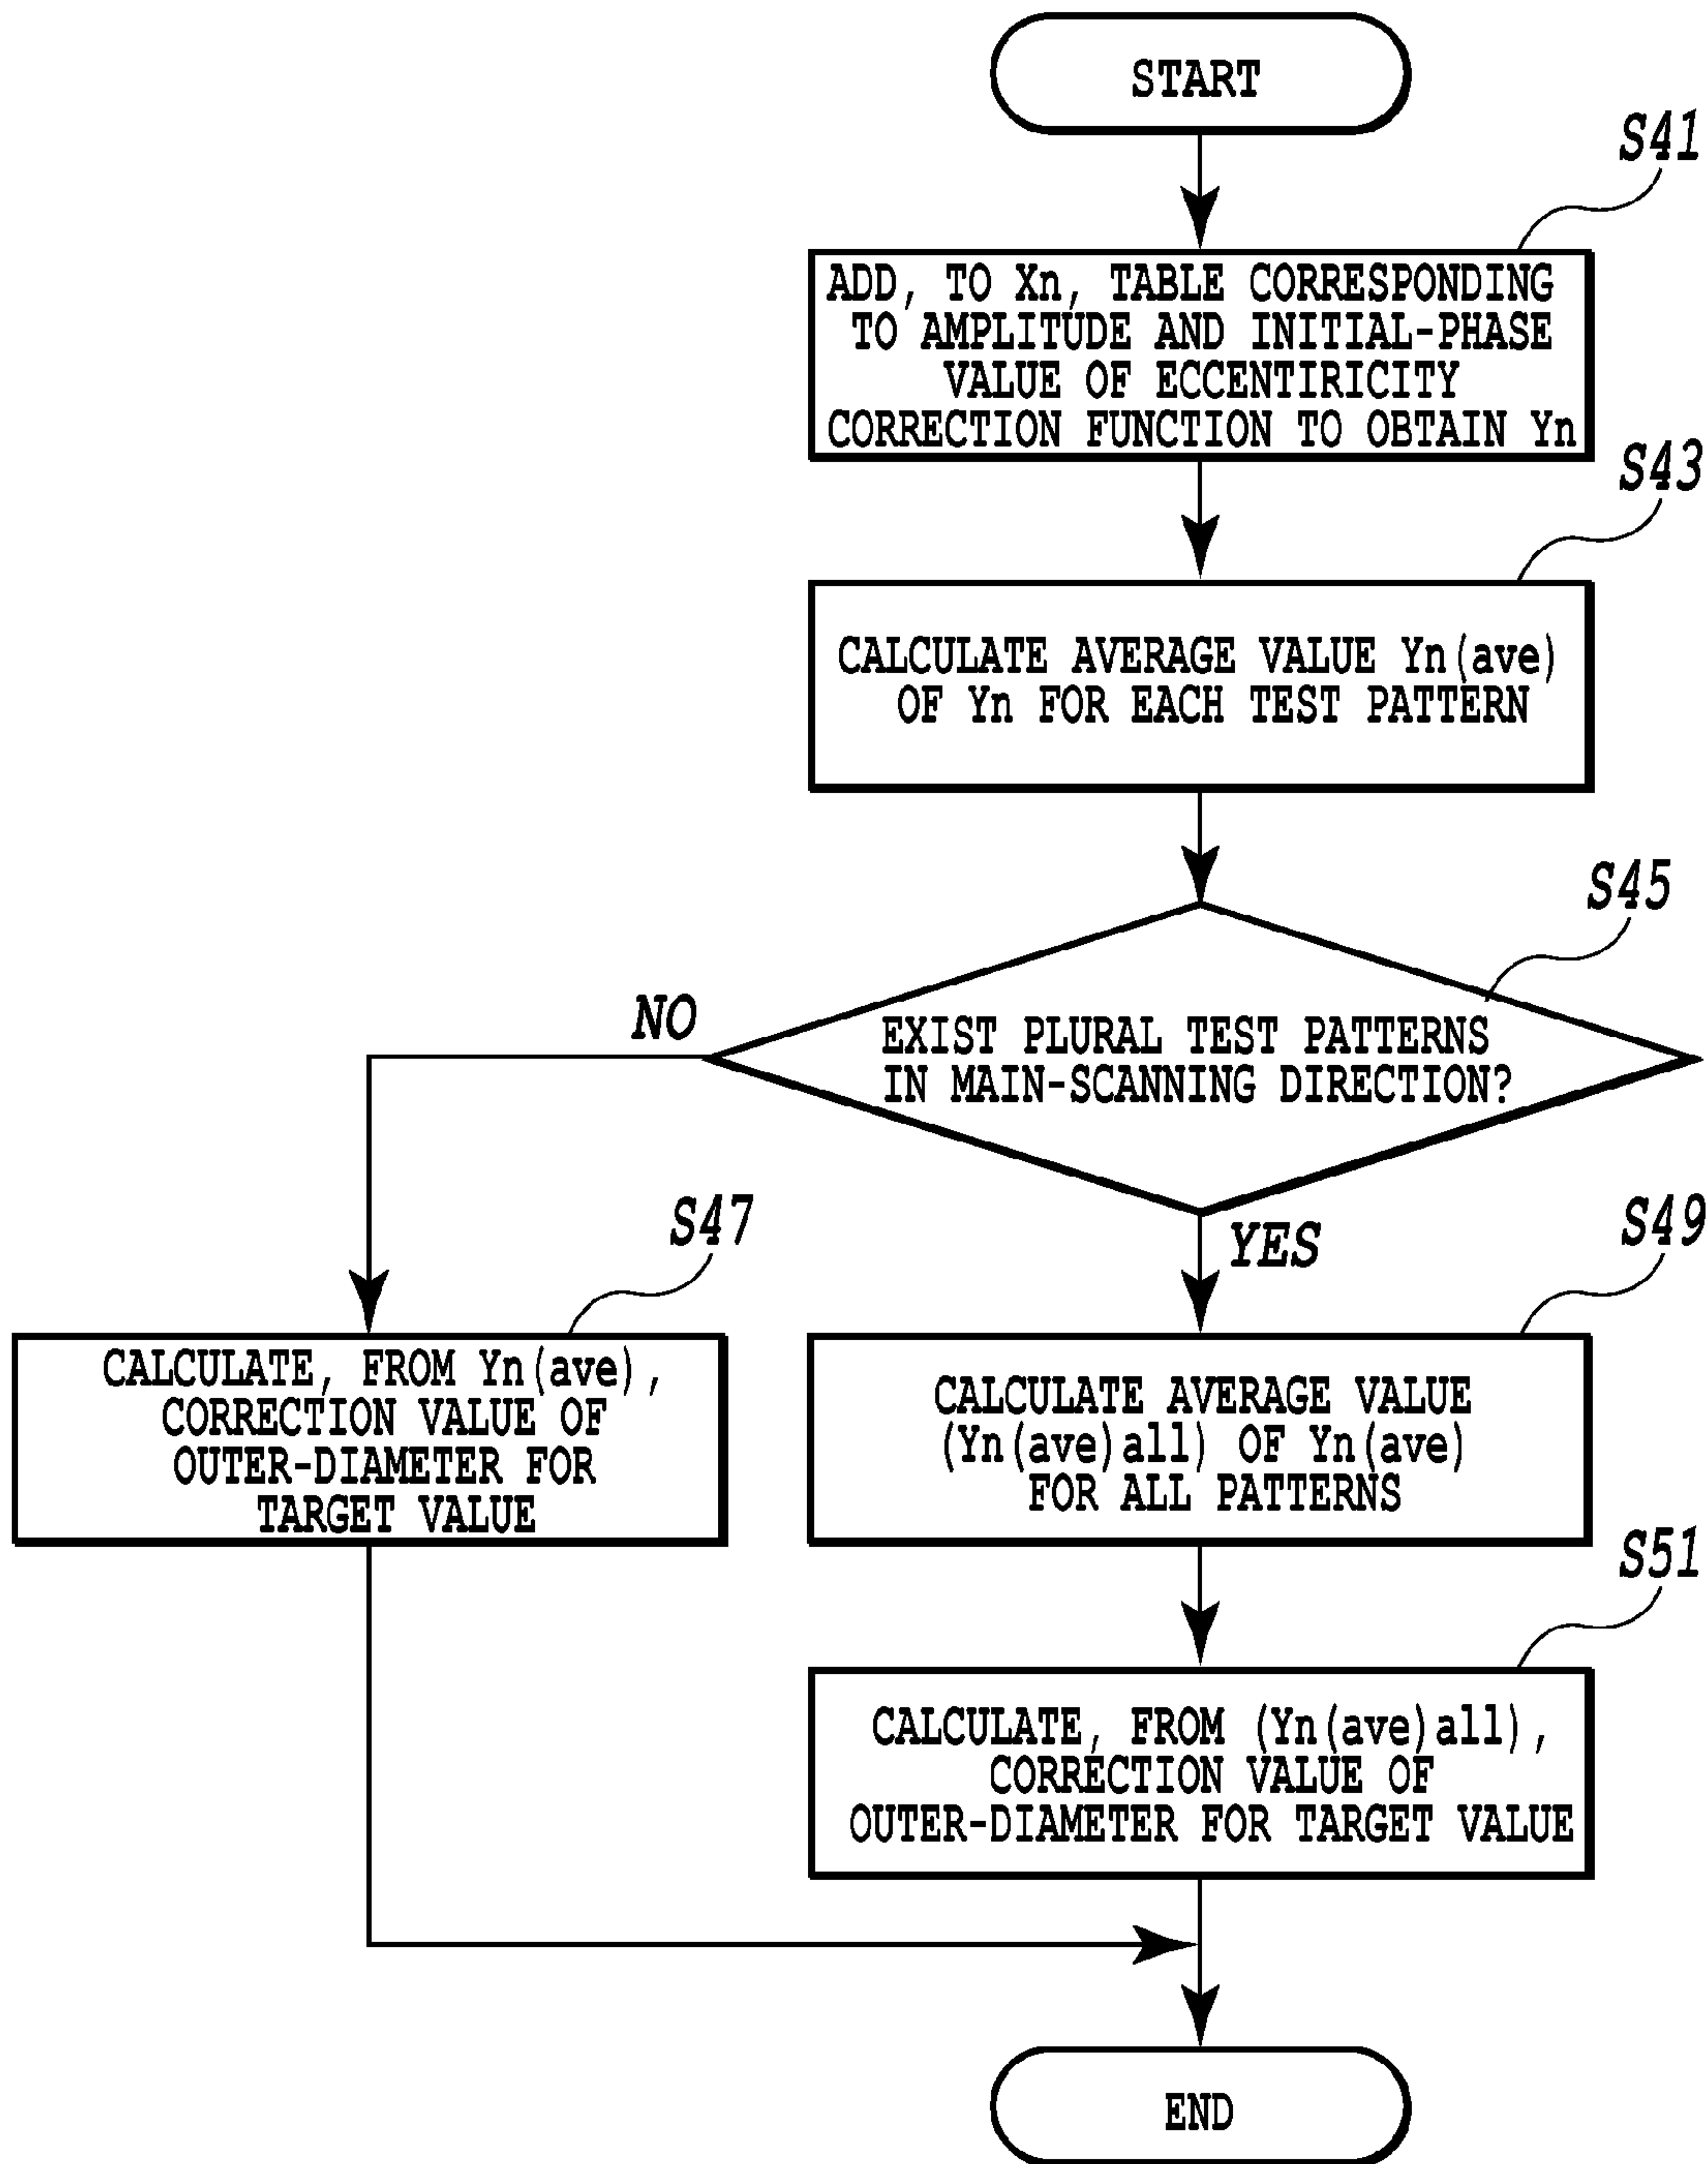 START
S41
ADD, TO Xn, TABLE CORRESPONDING
TO AMPLITUDE AND INITIAL-PHASE
VALUE OF ECCENTIRICITY
CORRECTION FUNCTION TO OBTAIN Yn
S43
CALCULATE AVERAGE VALUE Yn(ave)
OF Yn FOR EACH TEST PATTERN
S45
EXIST PLURAL TEST PATTERNS
IN MAIN-SCANNING DIRECTION?
NO
YES
S47
CALCULATE, FROM Yn(ave),
CORRECTION VALUE OF
OUTER-DIAMETER FOR
TARGET VALUE
S49
CALCULATE AVERAGE VALUE
(Yn(ave)all) OF Yn(ave)
FOR ALL PATTERNS
S51
CALCULATE, FROM (Yn(ave)all),
CORRECTION VALUE OF
OUTER-DIAMETER FOR TARGET VALUE
END